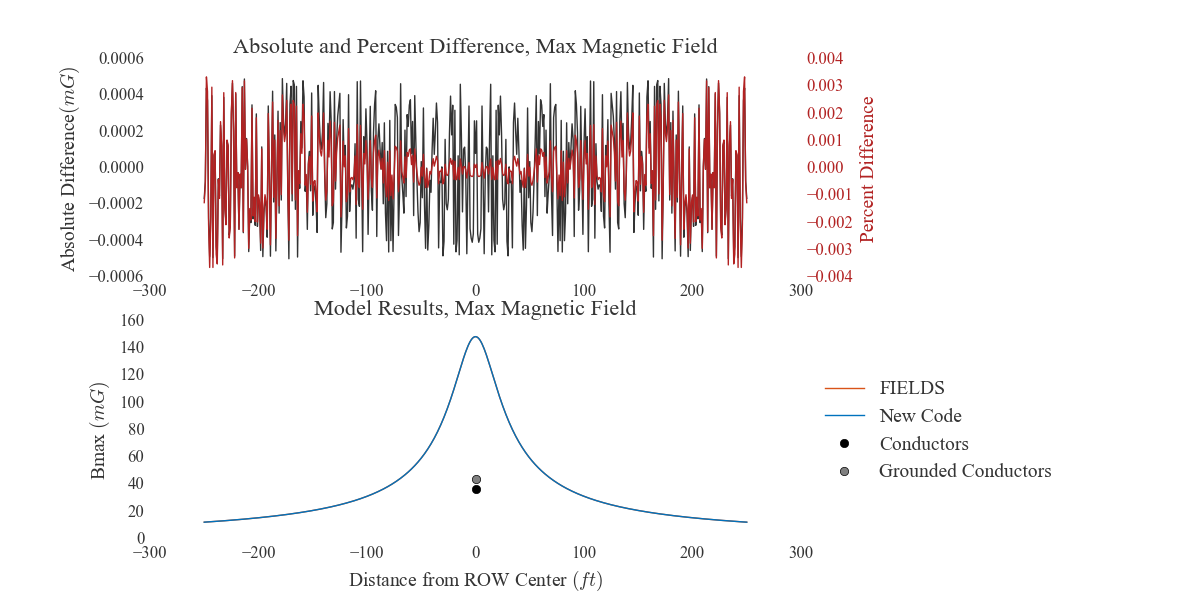 Absolute and Percent Difference, Max Magnetic Field
0.0006
0.0004
0.0002
0.0000
−0.0002
−0.0004
−0.0006
Absolute Difference(mG)
0.004
0.003
0.002
0.001
0.000
−0.001
−0.002
−0.003
−0.004
Percent Difference
−300 −200 −100 0 100 200 300
Model Results, Max Magnetic Field
160
140
120
100
80
60
40
20
0
Bmax (mG)
−300 −200 −100 0 100 200 300
Distance from ROW Center (ft)
FIELDS
New Code
Conductors
Grounded Conductors